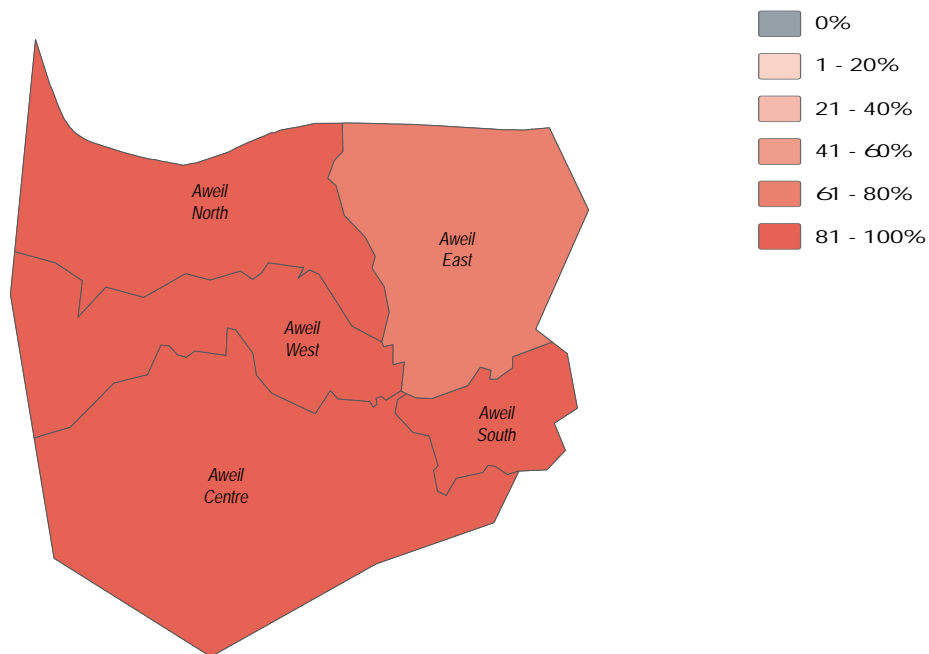 0%
1 - 20%
21 - 40%
41 - 60%
61 - 80%
81 - 100%
Aweil
North
Aweil
East
Aweil
West
Aweil
South
Aweil
Centre